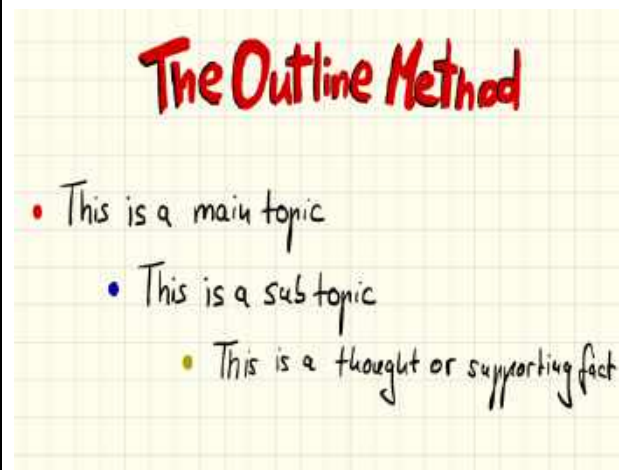 The Outline Method
• This is a main topic
• This is a sub topic
• This is a thought or supporting fact